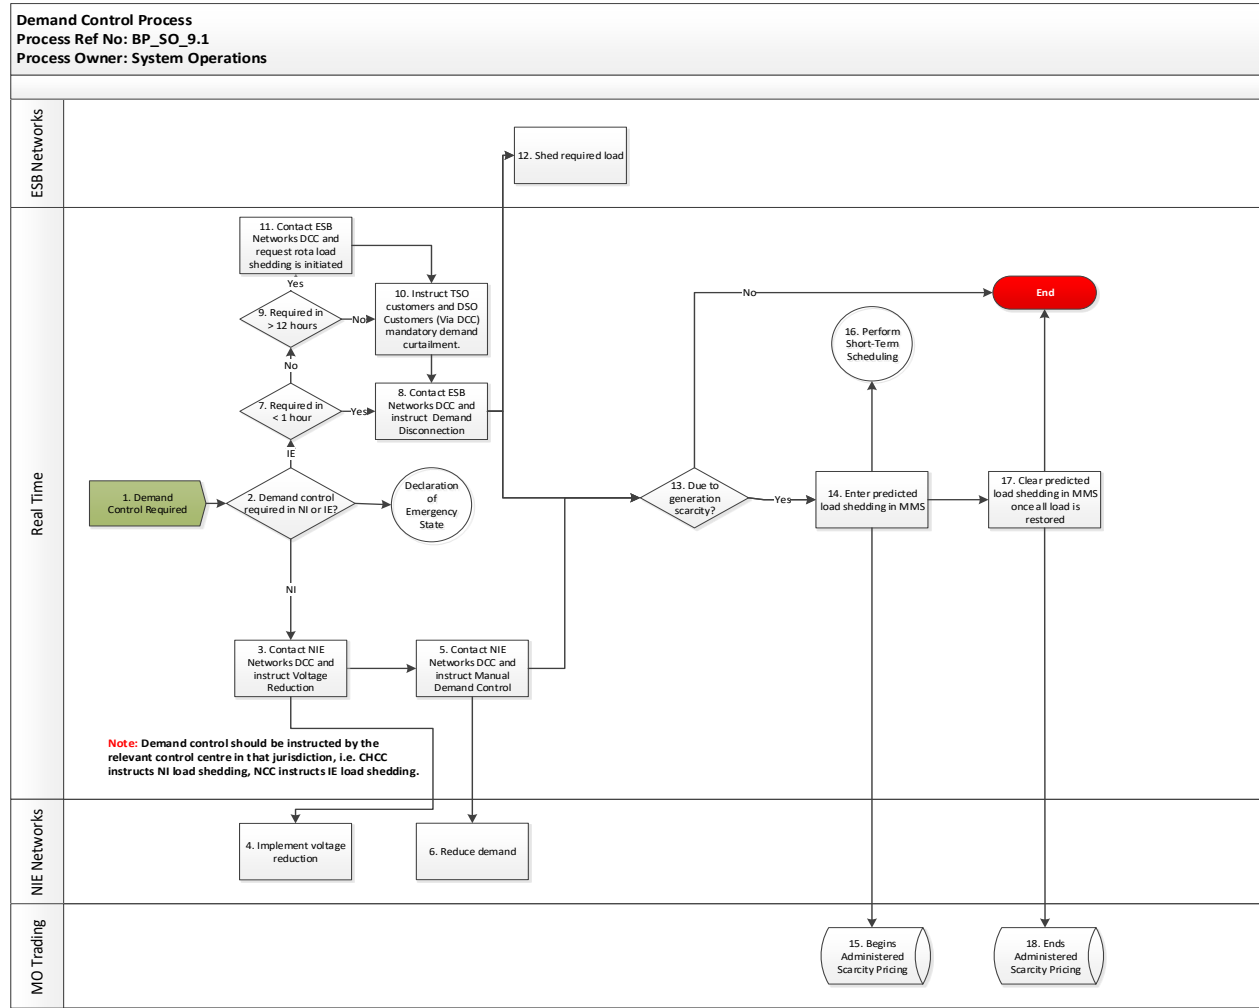 Demand Control Process
Process Ref No: BP_SO_9.1
Process Owner: System Operations
ESB Networks
12. Shed required load
Real Time
11. Contact ESB
Networks DCC and
request rota load
shedding is initiated
Yes
9. Required in
> 12 hours
No
10. Instruct TSO
customers and DSO
Customers (Via DCC)
mandatory demand
curtailment.
No
7. Required in
< 1 hour
Yes
8. Contact ESB
Networks DCC and
instruct Demand
Disconnection
IE
1. Demand
Control Required
2. Demand control
required in NI or IE?
Declaration
of
Emergency
State
NI
3. Contact NIE
Networks DCC and
instruct Voltage
Reduction
5. Contact NIE
Networks DCC and
instruct Manual
Demand Control
No
End
16. Perform
Short-Term
Scheduling
13. Due to
generation
scarcity?
Yes
14. Enter predicted
load shedding in MMS
17. Clear predicted
load shedding in MMS
once all load is
restored
Note: Demand control should be instructed by the
relevant control centre in that jurisdiction, i.e. CHCC
instructs NI load shedding, NCC instructs IE load shedding.
NIE Networks
4. Implement voltage
reduction
6. Reduce demand
MO Trading
15. Begins
Administered
Scarcity Pricing
18. Ends
Administered
Scarcity Pricing